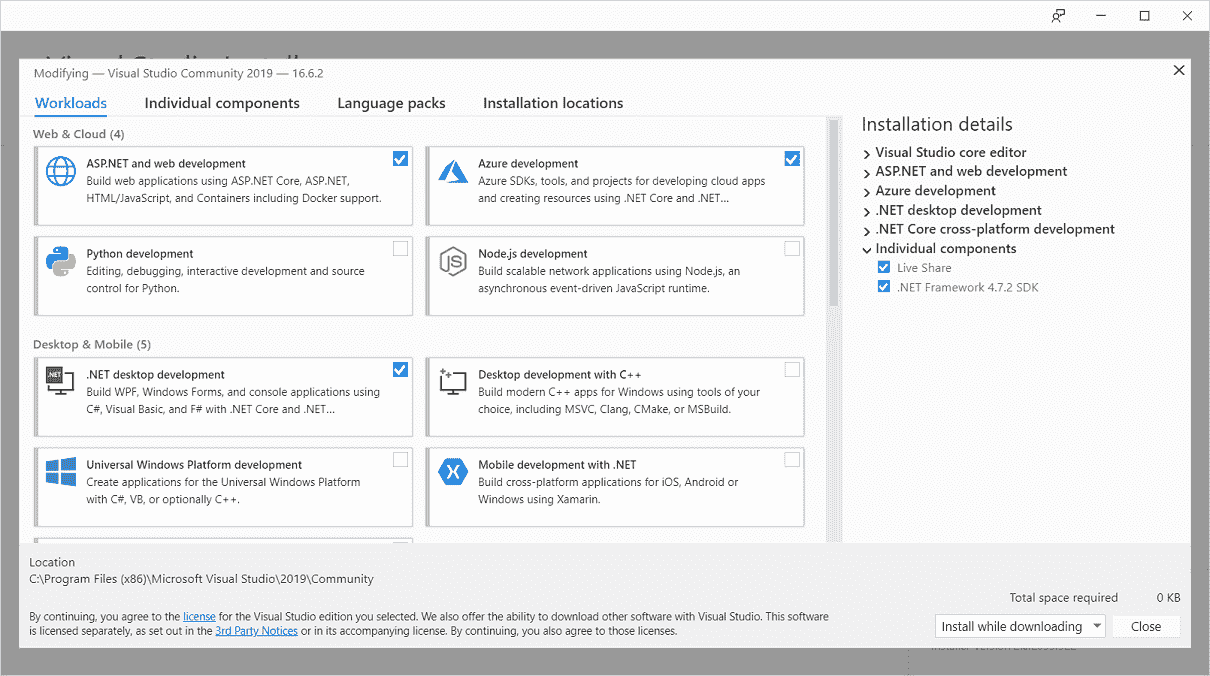 Modifying — Visual Studio Community 2019 — 16.6.2
Workloads Individual components Language packs Installation locations
Web & Cloud (4)
ASP.NET and web development
Build web applications using ASP.NET Core, ASP.NET,
HTML/JavaScript, and Containers including Docker support.
Azure development
Azure SDKs, tools, and projects for developing cloud apps
and creating resources using .NET Core and .NET...
Python development
Editing, debugging, interactive development and source
control for Python.
Node.js development
Build scalable network applications using Node.js, an
asynchronous event-driven JavaScript runtime.
Desktop & Mobile (5)
.NET
.NET desktop development
Build WPF, Windows Forms, and console applications using
C#, Visual Basic, and F# with .NET Core and .NET...
Desktop development with C++
Build modern C++ apps for Windows using tools of your
choice, including MSVC, Clang, CMake, or MSBuild.
Universal Windows Platform development
Create applications for the Universal Windows Platform
with C#, VB, or optionally C++.
Mobile development with .NET
Build cross-platform applications for iOS, Android or
Windows using Xamarin.
Installation details
Visual Studio core editor
ASP.NET and web development
Azure development
.NET desktop development
.NET Core cross-platform development
Individual components
Live Share
.NET Framework 4.7.2 SDK
Location
C:\Program Files (x86)\Microsoft Visual Studio\2019\Community
By continuing, you agree to the license for the Visual Studio edition you selected. We also offer the ability to download other software with Visual Studio. This software
is licensed separately, as set out in the 3rd Party Notices or in its accompanying license. By continuing, you also agree to those licenses.
Total space required 0 KB
Install while downloading Close